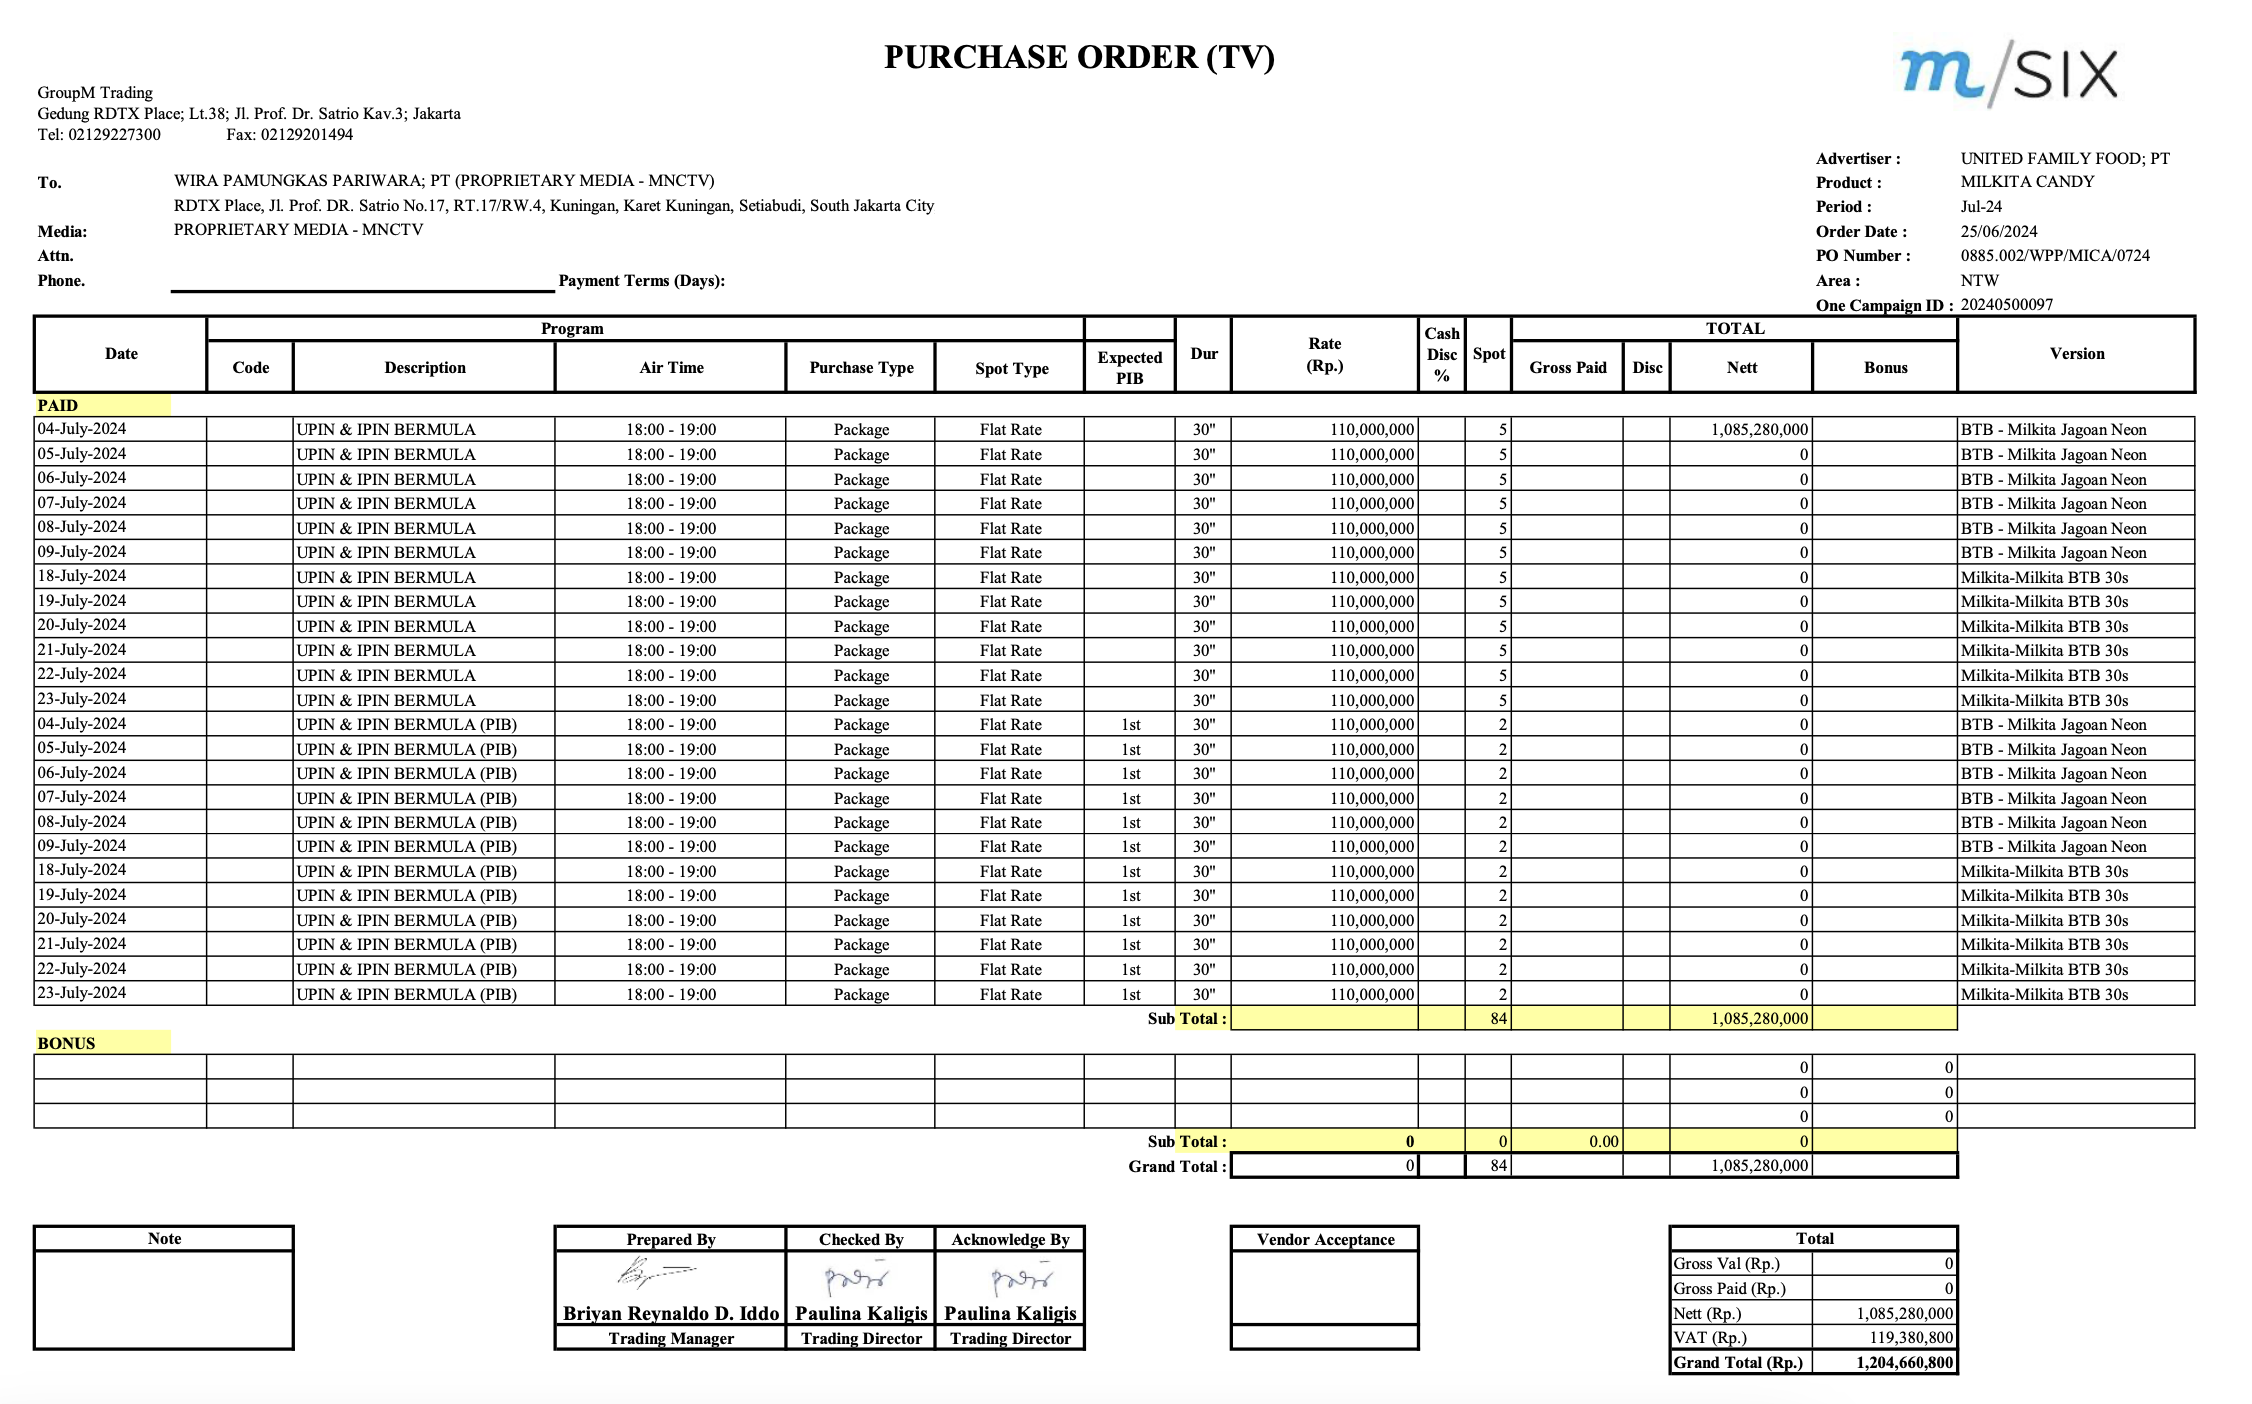 PURCHASE ORDER (TV)
m/SIX
GroupM Trading
Gedung RDTX Place; Lt.38; Jl. Prof. Dr. Satrio Kav.3; Jakarta
Tel: 02129227300 Fax: 02129201494
To. WIRA PAMUNGKAS PARIWARA; PT (PROPRIETARY MEDIA - MNCTV)
RDTX Place, Jl. Prof. DR. Satrio No.17, RT.17/RW.4, Kuningan, Karet Kuningan, Setiabudi, South Jakarta City
Media: PROPRIETARY MEDIA - MNCTV
Attn.
Phone. Payment Terms (Days):
Advertiser : UNITED FAMILY FOOD; PT
Product : MILKITA CANDY
Period : Jul-24
Order Date : 25/06/2024
PO Number : 0885.002/WPP/MICA/0724
Area : NTW
One Campaign ID : 20240500097
Date Program Expected PIB Dur Rate (Rp.) Cash Disc % Spot TOTAL Version
Code Description Air Time Purchase Type Spot Type Gross Paid Disc Nett Bonus
PAID
04-July-2024 UPIN & IPIN BERMULA 18:00 - 19:00 Package Flat Rate 30" 110,000,000 5 1,085,280,000 BTB - Milkita Jagoan Neon
05-July-2024 UPIN & IPIN BERMULA 18:00 - 19:00 Package Flat Rate 30" 110,000,000 5 0 BTB - Milkita Jagoan Neon
06-July-2024 UPIN & IPIN BERMULA 18:00 - 19:00 Package Flat Rate 30" 110,000,000 5 0 BTB - Milkita Jagoan Neon
07-July-2024 UPIN & IPIN BERMULA 18:00 - 19:00 Package Flat Rate 30" 110,000,000 5 0 BTB - Milkita Jagoan Neon
08-July-2024 UPIN & IPIN BERMULA 18:00 - 19:00 Package Flat Rate 30" 110,000,000 5 0 BTB - Milkita Jagoan Neon
09-July-2024 UPIN & IPIN BERMULA 18:00 - 19:00 Package Flat Rate 30" 110,000,000 5 0 BTB - Milkita Jagoan Neon
18-July-2024 UPIN & IPIN BERMULA 18:00 - 19:00 Package Flat Rate 30" 110,000,000 5 0 Milkita-Milkita BTB 30s
19-July-2024 UPIN & IPIN BERMULA 18:00 - 19:00 Package Flat Rate 30" 110,000,000 5 0 Milkita-Milkita BTB 30s
20-July-2024 UPIN & IPIN BERMULA 18:00 - 19:00 Package Flat Rate 30" 110,000,000 5 0 Milkita-Milkita BTB 30s
21-July-2024 UPIN & IPIN BERMULA 18:00 - 19:00 Package Flat Rate 30" 110,000,000 5 0 Milkita-Milkita BTB 30s
22-July-2024 UPIN & IPIN BERMULA 18:00 - 19:00 Package Flat Rate 30" 110,000,000 5 0 Milkita-Milkita BTB 30s
23-July-2024 UPIN & IPIN BERMULA 18:00 - 19:00 Package Flat Rate 30" 110,000,000 5 0 Milkita-Milkita BTB 30s
04-July-2024 UPIN & IPIN BERMULA (PIB) 18:00 - 19:00 Package Flat Rate 1st 30" 110,000,000 2 0 BTB - Milkita Jagoan Neon
05-July-2024 UPIN & IPIN BERMULA (PIB) 18:00 - 19:00 Package Flat Rate 1st 30" 110,000,000 2 0 BTB - Milkita Jagoan Neon
06-July-2024 UPIN & IPIN BERMULA (PIB) 18:00 - 19:00 Package Flat Rate 1st 30" 110,000,000 2 0 BTB - Milkita Jagoan Neon
07-July-2024 UPIN & IPIN BERMULA (PIB) 18:00 - 19:00 Package Flat Rate 1st 30" 110,000,000 2 0 BTB - Milkita Jagoan Neon
08-July-2024 UPIN & IPIN BERMULA (PIB) 18:00 - 19:00 Package Flat Rate 1st 30" 110,000,000 2 0 BTB - Milkita Jagoan Neon
09-July-2024 UPIN & IPIN BERMULA (PIB) 18:00 - 19:00 Package Flat Rate 1st 30" 110,000,000 2 0 BTB - Milkita Jagoan Neon
18-July-2024 UPIN & IPIN BERMULA (PIB) 18:00 - 19:00 Package Flat Rate 1st 30" 110,000,000 2 0 Milkita-Milkita BTB 30s
19-July-2024 UPIN & IPIN BERMULA (PIB) 18:00 - 19:00 Package Flat Rate 1st 30" 110,000,000 2 0 Milkita-Milkita BTB 30s
20-July-2024 UPIN & IPIN BERMULA (PIB) 18:00 - 19:00 Package Flat Rate 1st 30" 110,000,000 2 0 Milkita-Milkita BTB 30s
21-July-2024 UPIN & IPIN BERMULA (PIB) 18:00 - 19:00 Package Flat Rate 1st 30" 110,000,000 2 0 Milkita-Milkita BTB 30s
22-July-2024 UPIN & IPIN BERMULA (PIB) 18:00 - 19:00 Package Flat Rate 1st 30" 110,000,000 2 0 Milkita-Milkita BTB 30s
23-July-2024 UPIN & IPIN BERMULA (PIB) 18:00 - 19:00 Package Flat Rate 1st 30" 110,000,000 2 0 Milkita-Milkita BTB 30s
Sub Total : 84 1,085,280,000
BONUS
0 0
0 0
0 0
Sub Total : 0 0 0.00 0
Grand Total : 0 84 1,085,280,000
Note
Prepared By Checked By Acknowledge By
Briyan Reynaldo D. Iddo Paulina Kaligis Paulina Kaligis
Trading Manager Trading Director Trading Director
Vendor Acceptance
Total
Gross Val (Rp.) 0
Gross Paid (Rp.) 0
Nett (Rp.) 1,085,280,000
VAT (Rp.) 119,380,800
Grand Total (Rp.) 1,204,660,800